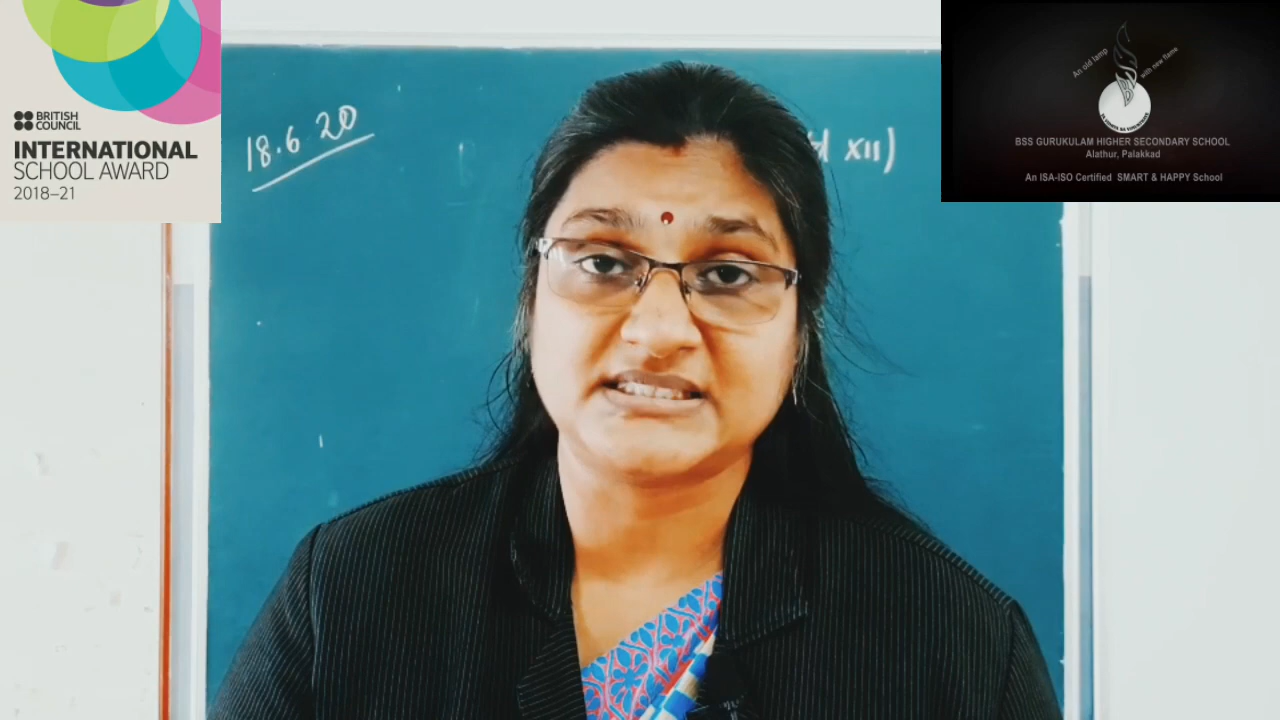 BRITISH
COUNCIL
INTERNATIONAL
SCHOOL AWARD
2018–21
18.6.20
d XII)
An old lamp
with new flame
BSS GURUKULAM HIGHER SECONDARY SCHOOL
Alathur, Palakkad
An ISA-ISO Certified SMART & HAPPY School